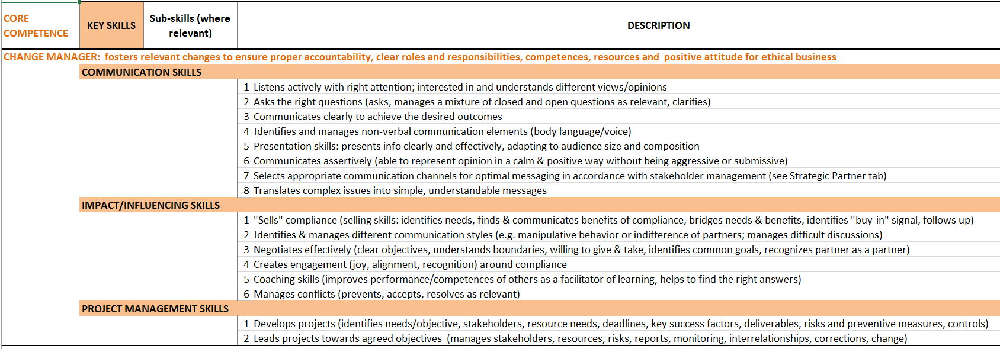 CORE
COMPETENCE
KEY SKILLS
Sub-skills (where
relevant)
DESCRIPTION
CHANGE MANAGER:  fosters relevant changes to ensure proper accountability, clear roles and responsibilities, competences, resources and  positive attitude for ethical business
COMMUNICATION SKILLS
1 Listens actively with right attention; interested in and understands different views/opinions
2 Asks the right questions (asks, manages a mixture of closed and open questions as relevant, clarifies)
3 Communicates clearly to achieve the desired outcomes
4 Identifies and manages non-verbal communication elements (body language/voice)
5 Presentation skills: presents info clearly and effectively, adapting to audience size and composition
6 Communicates assertively (able to represent opinion in a calm & positive way without being aggressive or submissive)
7 Selects appropriate communication channels for optimal messaging in accordance with stakeholder management (see Strategic Partner tab)
8 Translates complex issues into simple, understandable messages
IMPACT/INFLUENCING SKILLS
1 "Sells" compliance (selling skills: identifies needs, finds & communicates benefits of compliance, bridges needs & benefits, identifies "buy-in" signal, follows up)
2 Identifies & manages different communication styles (e.g. manipulative behavior or indifference of partners; manages difficult discussions)
3 Negotiates effectively (clear objectives, understands boundaries, willing to give & take, identifies common goals, recognizes partner as a partner)
4 Creates engagement (joy, alignment, recognition) around compliance
5 Coaching skills (improves performance/competences of others as a facilitator of learning, helps to find the right answers)
6 Manages conflicts (prevents, accepts, resolves as relevant)
PROJECT MANAGEMENT SKILLS
1 Develops projects (identifies needs/objective, stakeholders, resource needs, deadlines, key success factors, deliverables, risks and preventive measures, controls)
2 Leads projects towards agreed objectives  (manages stakeholders, resources, risks, reports, monitoring, interrelationships, corrections, change)